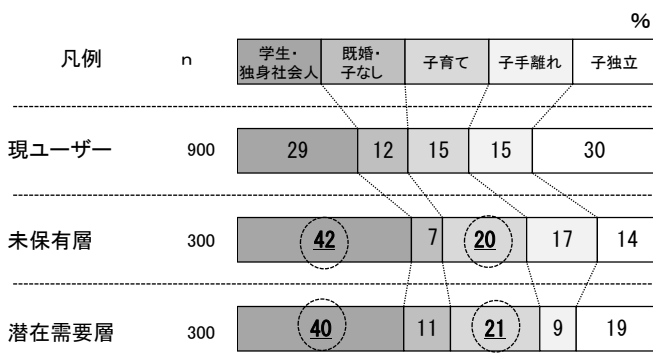 %
凡例 n 学生・独身社会人 既婚・子なし 子育て 子手離れ 子独立
現ユーザー 900 29 12 15 15 30
未保有層 300 42 7 20 17 14
潜在需要層 300 40 11 21 9 19